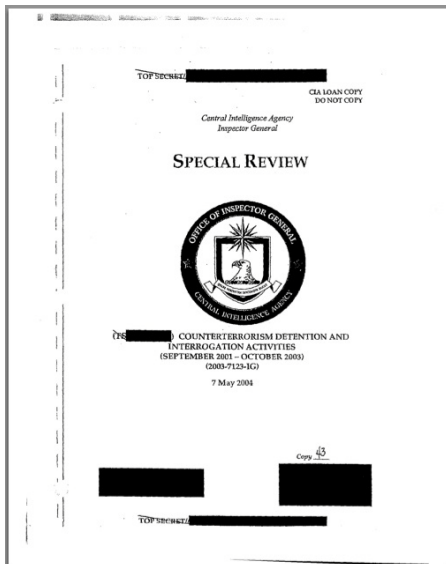 TOP SECRET/
CIA LOAN COPY
DO NOT COPY
Central Intelligence Agency
Inspector General
SPECIAL REVIEW
OFFICE OF INSPECTOR GENERAL
CENTRAL INTELLIGENCE AGENCY
(TS ) COUNTERTERRORISM DETENTION AND
INTERROGATION ACTIVITIES
(SEPTEMBER 2001 – OCTOBER 2003)
(2003-7123-IG)
7 May 2004
Copy 43
TOP SECRET/